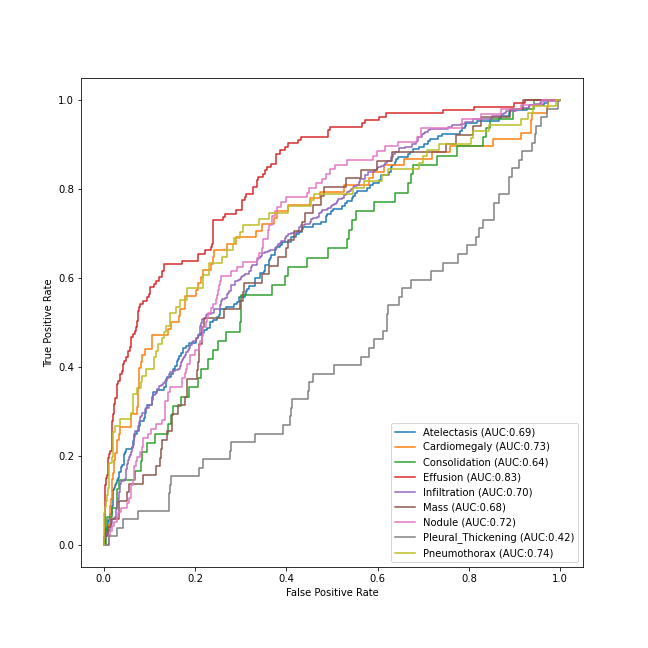 1.0
0.8
0.6
0.4
0.2
0.0
True Positive Rate
Atelectasis (AUC:0.69)
Cardiomegaly (AUC:0.73)
Consolidation (AUC:0.64)
Effusion (AUC:0.83)
Infiltration (AUC:0.70)
Mass (AUC:0.68)
Nodule (AUC:0.72)
Pleural_Thickening (AUC:0.42)
Pneumothorax (AUC:0.74)
0.0 0.2 0.4 0.6 0.8 1.0
False Positive Rate